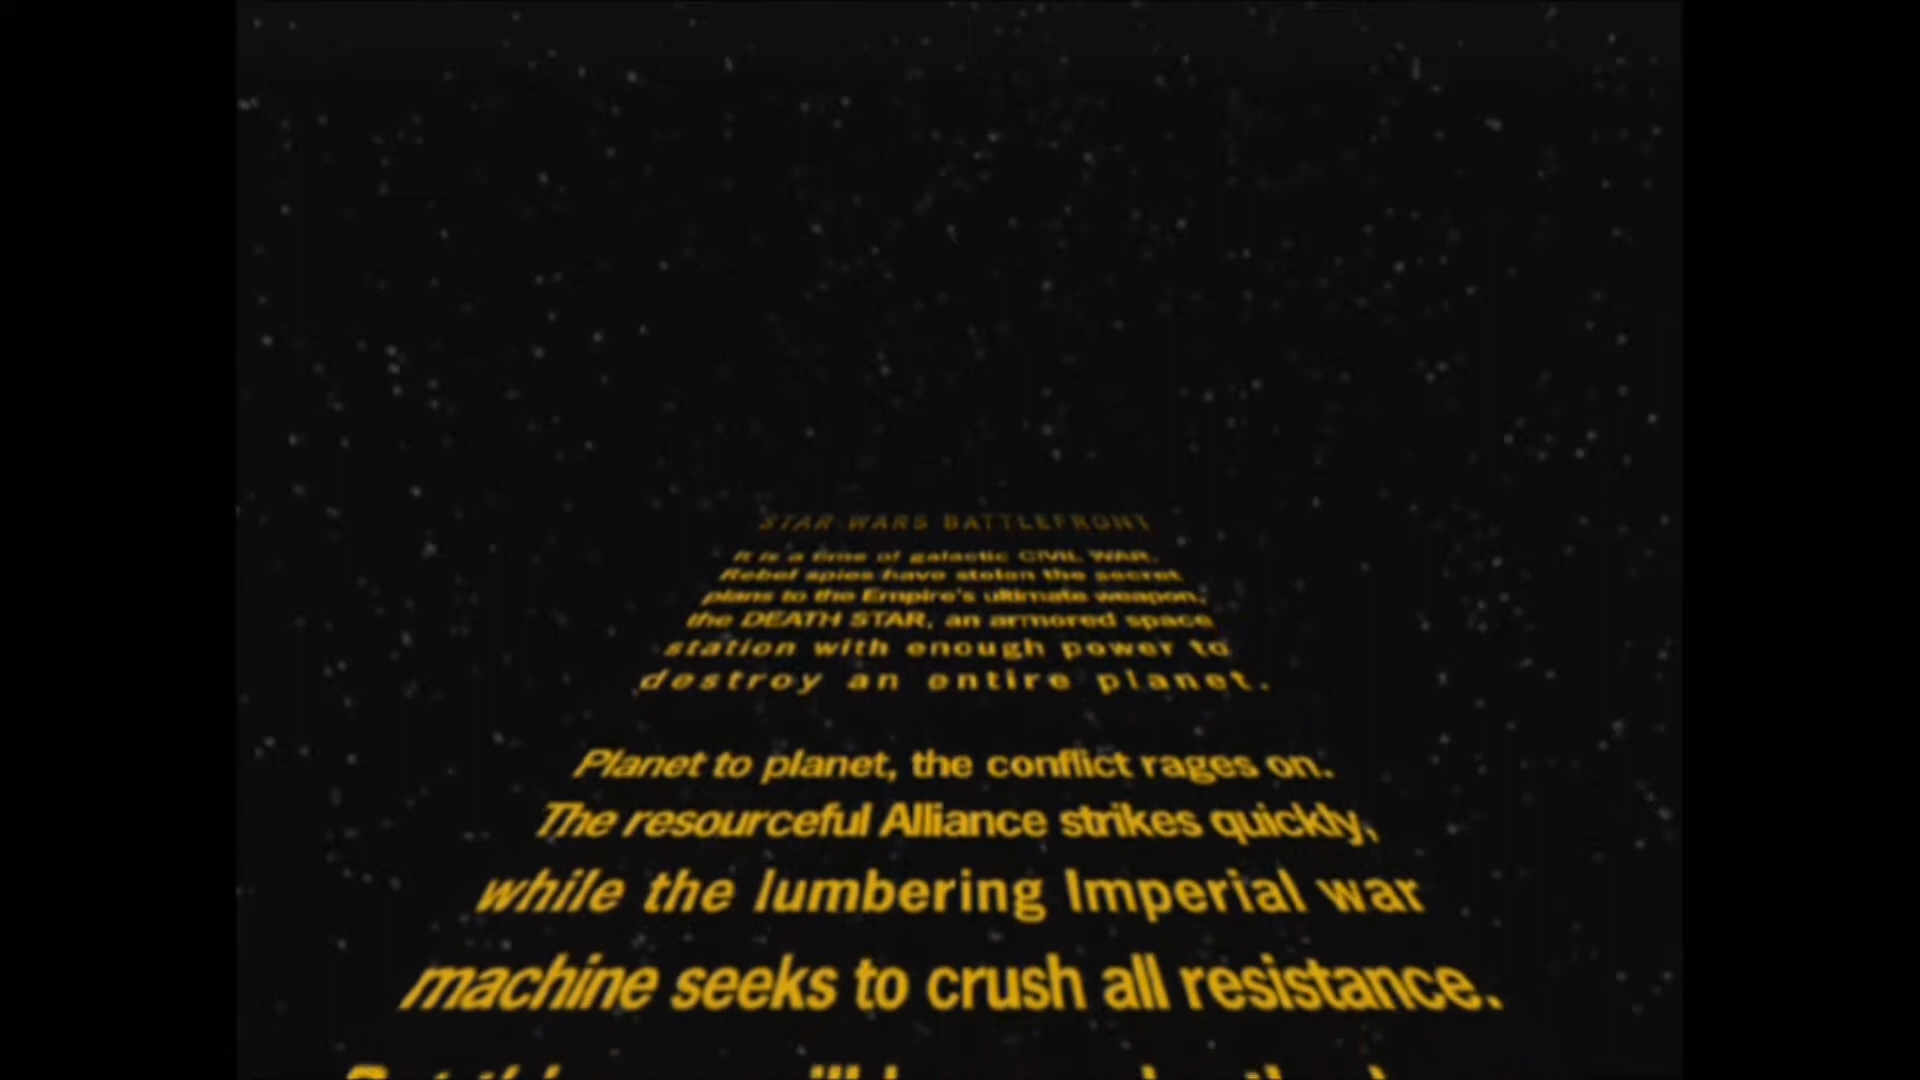 STAR WARS BATTLEFRONT
It is a time of galactic CIVIL WAR.
Rebel spies have stolen the secret
plans to the Empire's ultimate weapon,
the DEATH STAR, an armored space
station with enough power to
destroy an entire planet.
Planet to planet, the conflict rages on.
The resourceful Alliance strikes quickly,
while the lumbering Imperial war
machine seeks to crush all resistance.